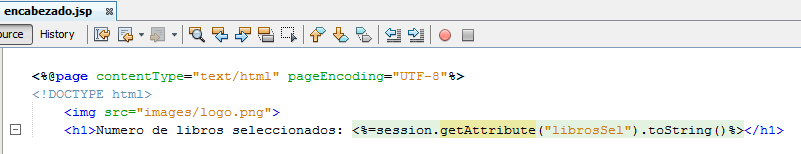 encabezado.jsp
ource History
<%@page contentType="text/html" pageEncoding="UTF-8"%>
<!DOCTYPE html>
<img src="images/logo.png">
<h1>Numero de libros seleccionados: <%=session.getAttribute("librosSel").toString()%></h1>